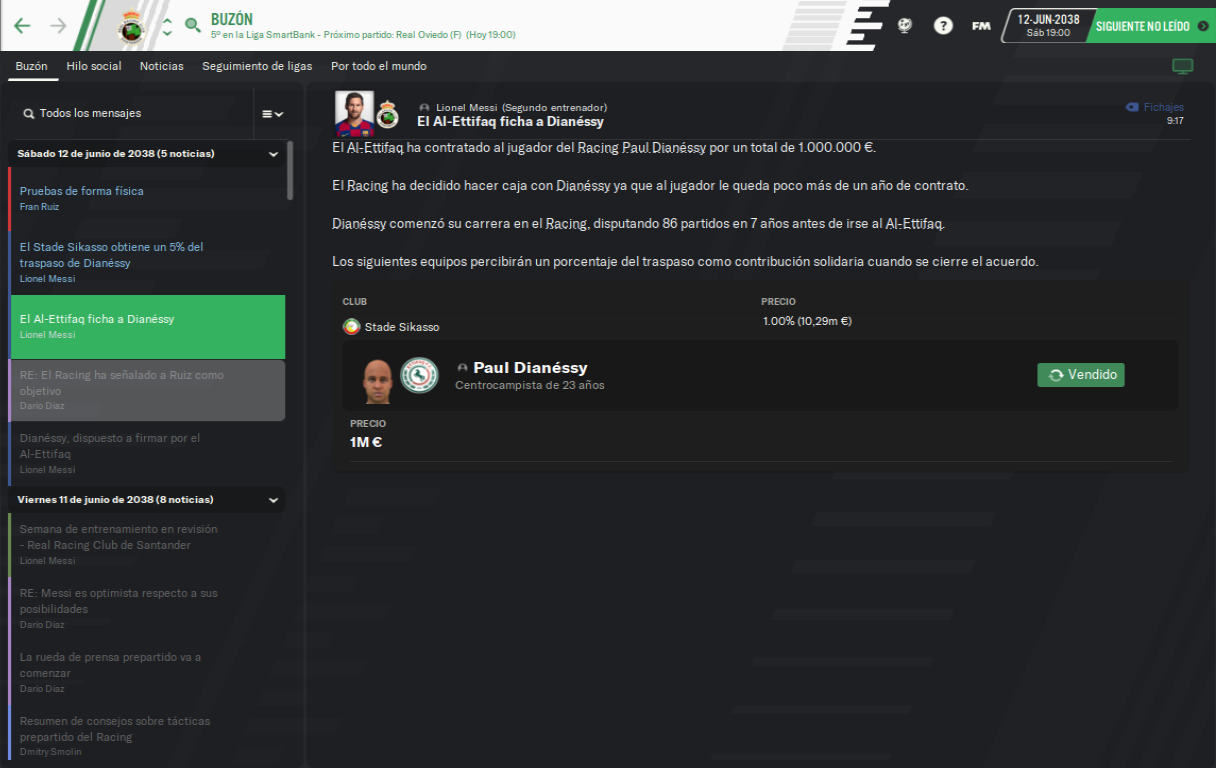 BUZÓN
5º en la Liga SmartBank - Próximo partido: Real Oviedo (F) (Hoy 19:00)
?
FM
12-JUN-2038
Sáb 19:00
SIGUIENTE NO LEÍDO
Buzón
Hilo social
Noticias
Seguimiento de ligas
Por todo el mundo
Todos los mensajes
Sábado 12 de junio de 2038 (5 noticias)
Pruebas de forma física
Fran Ruiz
El Stade Sikasso obtiene un 5% del
traspaso de Dianéssy
Lionel Messi
El Al-Ettifaq ficha a Dianéssy
Lionel Messi
RE: El Racing ha señalado a Ruiz como
objetivo
Dario Diaz
Dianéssy, dispuesto a firmar por el
Al-Ettifaq
Lionel Messi
Viernes 11 de junio de 2038 (8 noticias)
Semana de entrenamiento en revisión
- Real Racing Club de Santander
Lionel Messi
RE: Messi es optimista respecto a sus
posibilidades
Dario Diaz
La rueda de prensa prepartido va a
comenzar
Dario Diaz
Resumen de consejos sobre tácticas
prepartido del Racing
Dmitry Smolin
Lionel Messi (Segundo entrenador)
El Al-Ettifaq ficha a Dianéssy
Fichajes
9:17
El Al-Ettifaq ha contratado al jugador del Racing Paul Dianéssy por un total de 1.000.000 €.
El Racing ha decidido hacer caja con Dianéssy ya que al jugador le queda poco más de un año de contrato.
Dianéssy comenzó su carrera en el Racing, disputando 86 partidos en 7 años antes de irse al Al-Ettifaq.
Los siguientes equipos percibirán un porcentaje del traspaso como contribución solidaria cuando se cierre el acuerdo.
CLUB
PRECIO
Stade Sikasso
1.00% (10,29m €)
Paul Dianéssy
Centrocampista de 23 años
Vendido
PRECIO
1M €